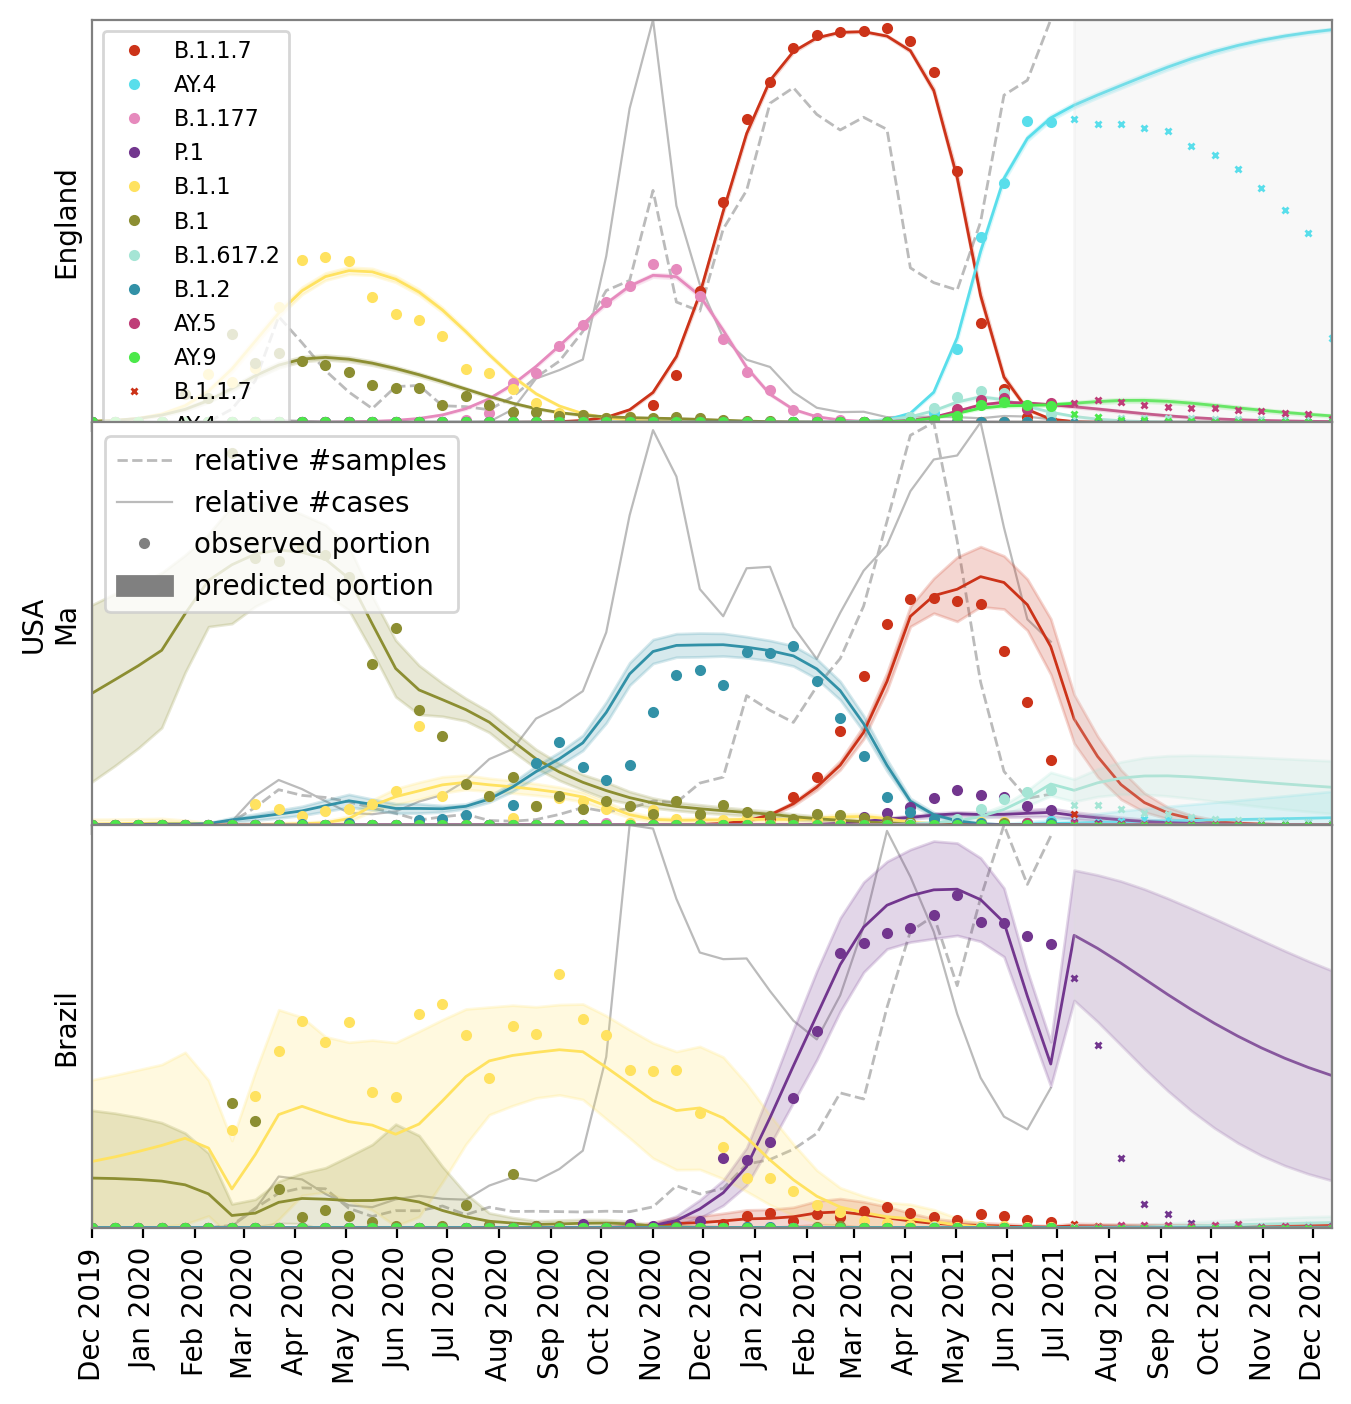 England
B.1.1.7
AY.4
B.1.177
P.1
B.1.1
B.1
B.1.617.2
B.1.2
AY.5
AY.9
B.1.1.7
USA
Ma
relative #samples
relative #cases
observed portion
predicted portion
Brazil
Dec 2019
Jan 2020
Feb 2020
Mar 2020
Apr 2020
May 2020
Jun 2020
Jul 2020
Aug 2020
Sep 2020
Oct 2020
Nov 2020
Dec 2020
Jan 2021
Feb 2021
Mar 2021
Apr 2021
May 2021
Jun 2021
Jul 2021
Aug 2021
Sep 2021
Oct 2021
Nov 2021
Dec 2021